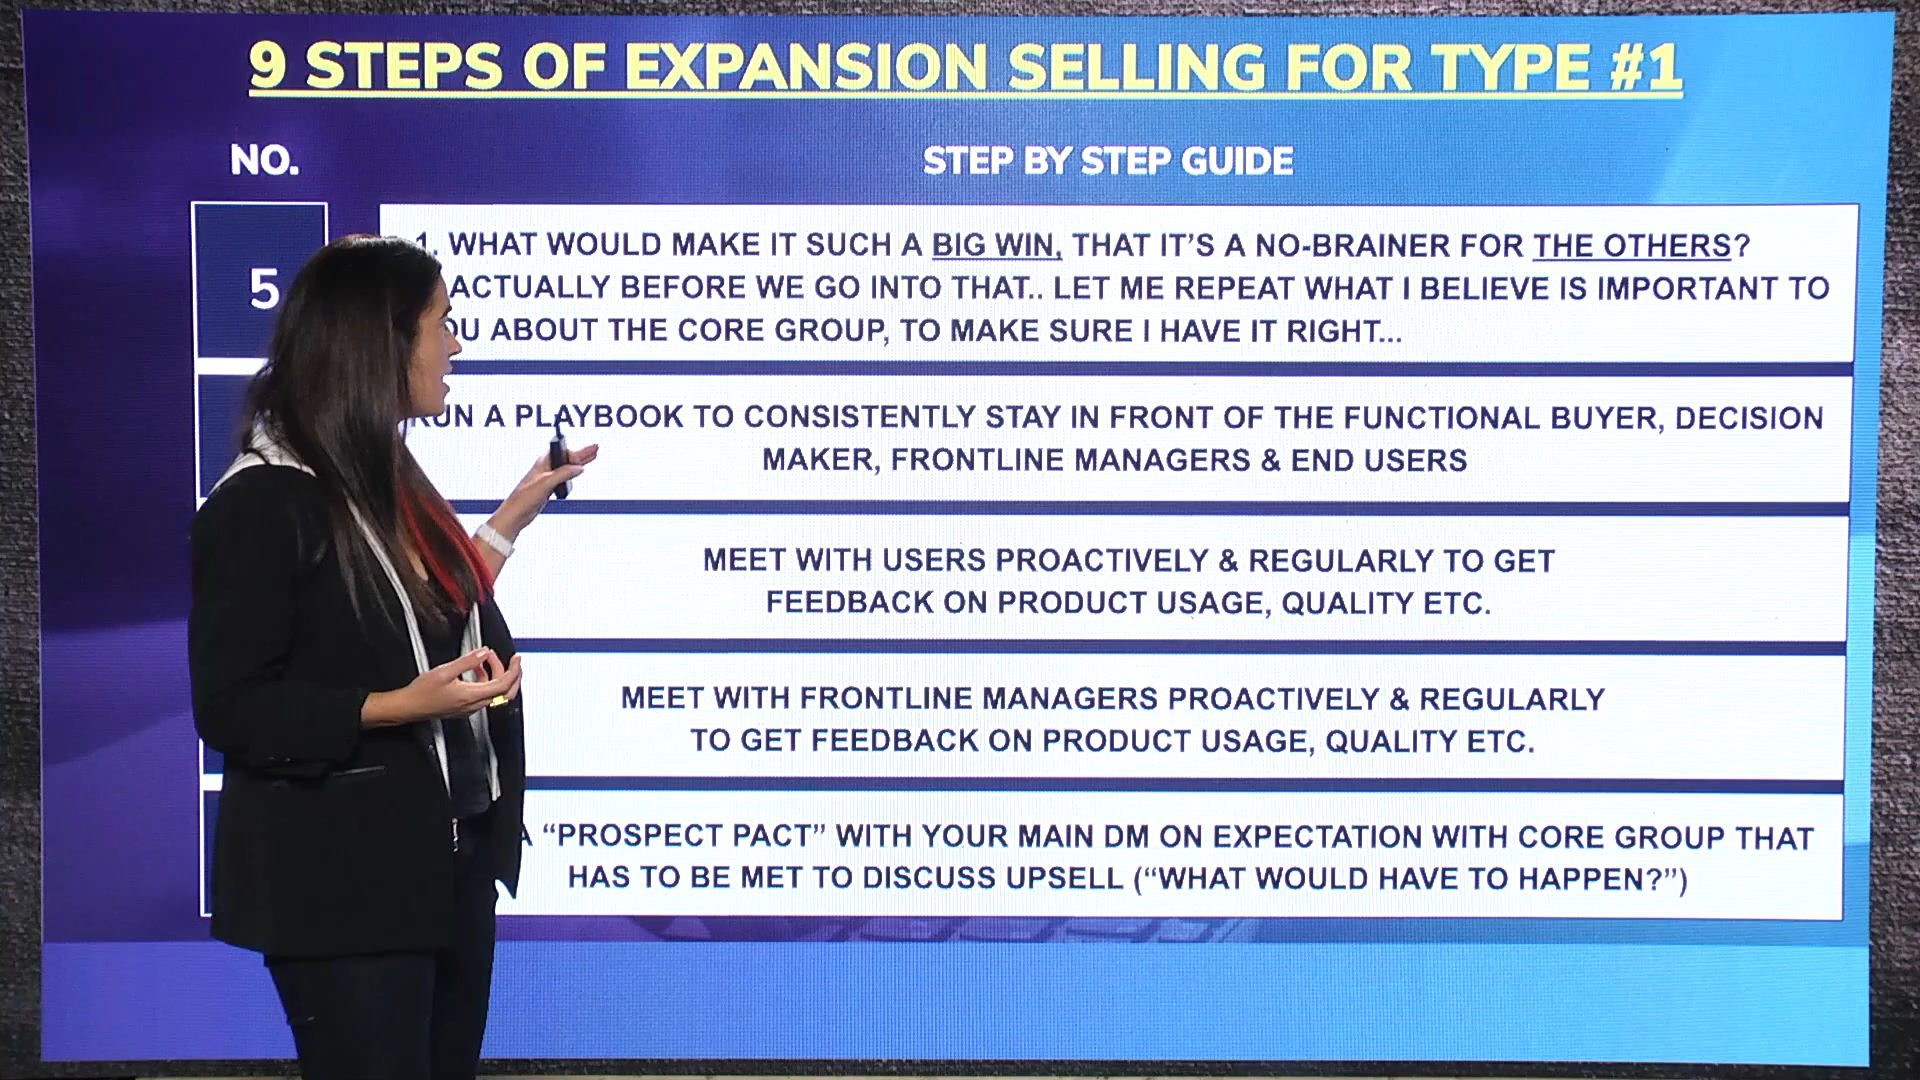 9 STEPS OF EXPANSION SELLING FOR TYPE #1
NO.
STEP BY STEP GUIDE
5
1. WHAT WOULD MAKE IT SUCH A BIG WIN, THAT IT'S A NO-BRAINER FOR THE OTHERS?
ACTUALLY BEFORE WE GO INTO THAT.. LET ME REPEAT WHAT I BELIEVE IS IMPORTANT TO
ABOUT THE CORE GROUP, TO MAKE SURE I HAVE IT RIGHT...
RUN A PLAYBOOK TO CONSISTENTLY STAY IN FRONT OF THE FUNCTIONAL BUYER, DECISION
MAKER, FRONTLINE MANAGERS & END USERS
MEET WITH USERS PROACTIVELY & REGULARLY TO GET
FEEDBACK ON PRODUCT USAGE, QUALITY ETC.
MEET WITH FRONTLINE MANAGERS PROACTIVELY & REGULARLY
TO GET FEEDBACK ON PRODUCT USAGE, QUALITY ETC.
A “PROSPECT PACT” WITH YOUR MAIN DM ON EXPECTATION WITH CORE GROUP THAT
HAS TO BE MET TO DISCUSS UPSELL (“WHAT WOULD HAVE TO HAPPEN?”)